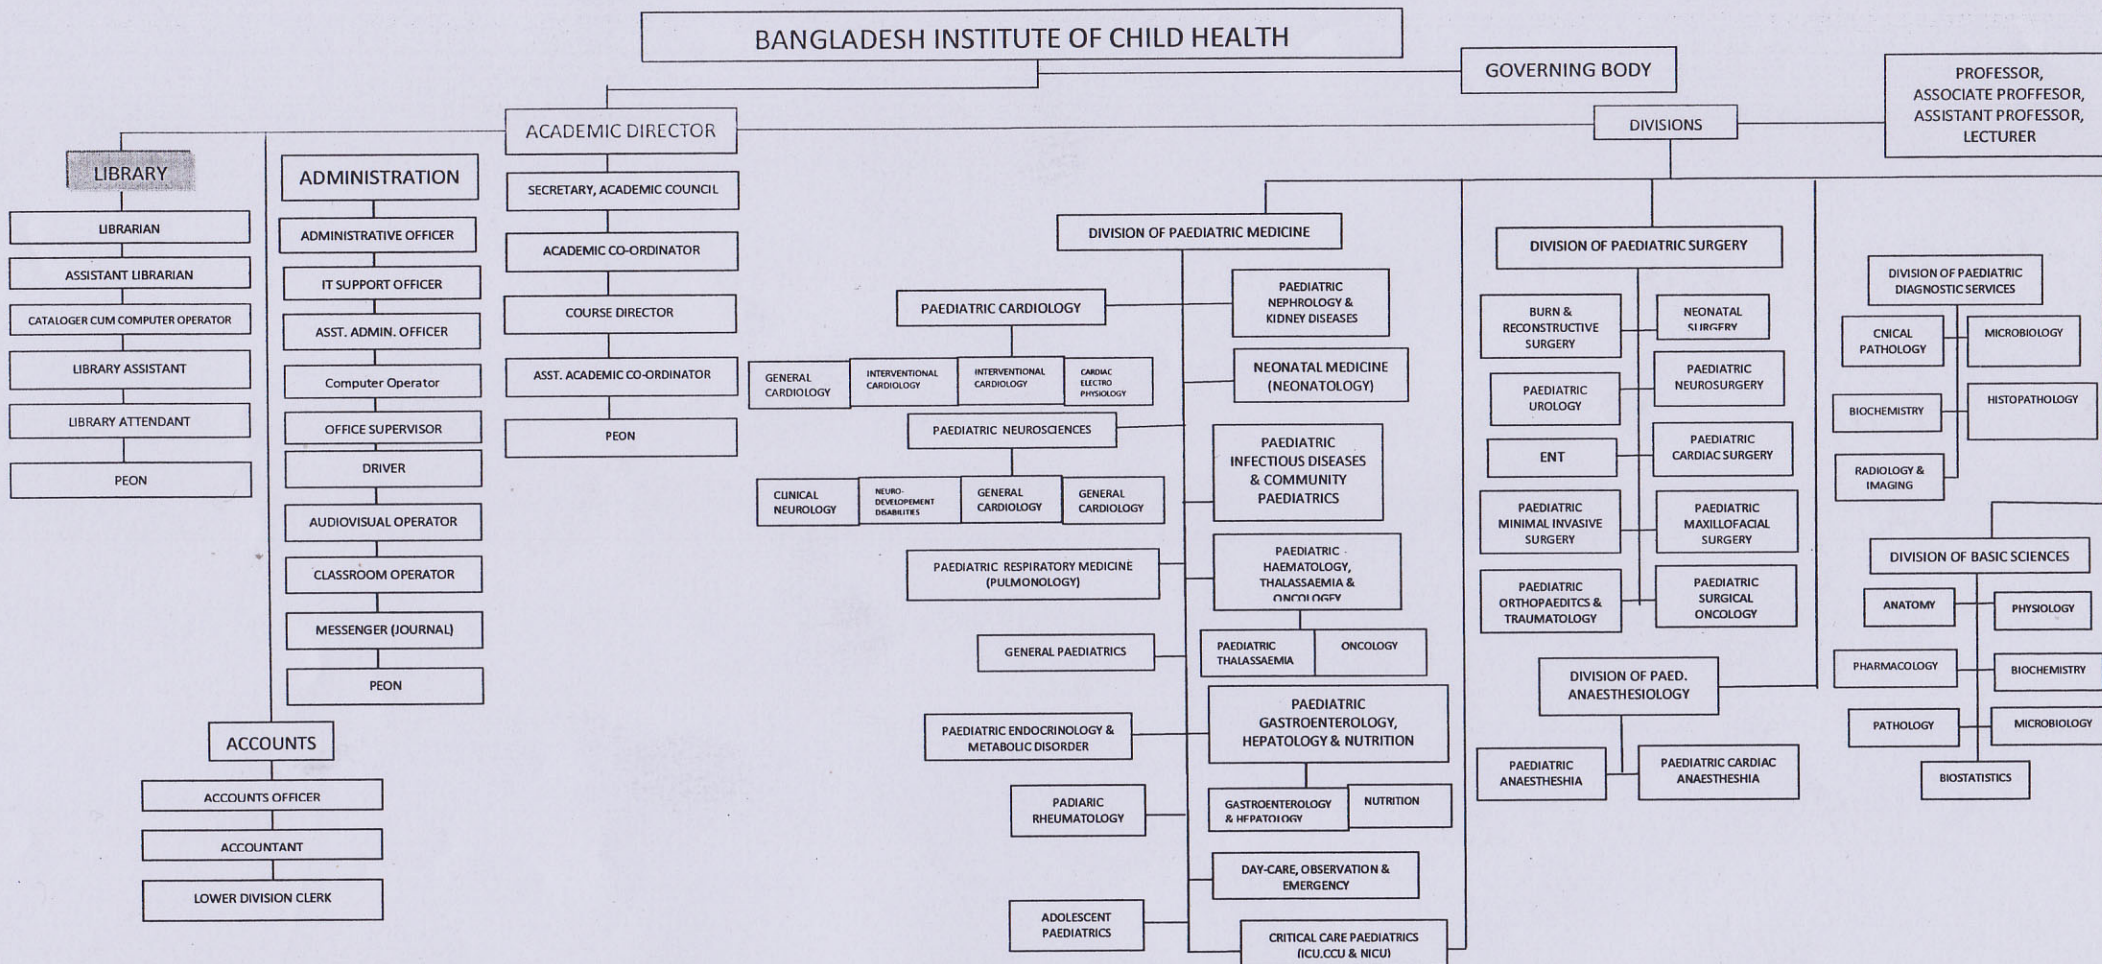 BANGLADESH INSTITUTE OF CHILD HEALTH
GOVERNING BODY
PROFESSOR,
ASSOCIATE PROFFESOR,
ASSISTANT PROFESSOR,
LECTURER
ACADEMIC DIRECTOR
DIVISIONS
LIBRARY
LIBRARIAN
ASSISTANT LIBRARIAN
CATALOGER CUM COMPUTER OPERATOR
LIBRARY ASSISTANT
LIBRARY ATTENDANT
PEON
ADMINISTRATION
ADMINISTRATIVE OFFICER
IT SUPPORT OFFICER
ASST. ADMIN. OFFICER
Computer Operator
OFFICE SUPERVISOR
DRIVER
AUDIOVISUAL OPERATOR
CLASSROOM OPERATOR
MESSENGER (JOURNAL)
PEON
ACCOUNTS
ACCOUNTS OFFICER
ACCOUNTANT
LOWER DIVISION CLERK
SECRETARY, ACADEMIC COUNCIL
ACADEMIC CO-ORDINATOR
COURSE DIRECTOR
ASST. ACADEMIC CO-ORDINATOR
PEON
DIVISION OF PAEDIATRIC MEDICINE
PAEDIATRIC CARDIOLOGY
GENERAL
CARDIOLOGY
INTERVENTIONAL
CARDIOLOGY
INTERVENTIONAL
CARDIOLOGY
CARDIAC
ELECTRO
PHYSIOLOGY
PAEDIATRIC NEUROSCIENCES
CLINICAL
NEUROLOGY
NEURO-
DEVELOPEMENT
DISABILITIES
GENERAL
CARDIOLOGY
GENERAL
CARDIOLOGY
PAEDIATRIC RESPIRATORY MEDICINE
(PULMONOLOGY)
GENERAL PAEDIATRICS
PAEDIATRIC ENDOCRINOLOGY &
METABOLIC DISORDER
PADIARIC
RHEUMATOLOGY
ADOLESCENT
PAEDIATRICS
PAEDIATRIC
NEPHROLOGY &
KIDNEY DISEASES
NEONATAL MEDICINE
(NEONATOLOGY)
PAEDIATRIC
INFECTIOUS DISEASES
& COMMUNITY
PAEDIATRICS
PAEDIATRIC
HAEMATOLOGY,
THALASSAEMIA &
ONCOLOGEY
PAEDIATRIC
THALASSAEMIA
ONCOLOGY
PAEDIATRIC
GASTROENTEROLOGY,
HEPATOLOGY & NUTRITION
GASTROENTEROLOGY
& HEPATOLOGY
NUTRITION
DAY-CARE, OBSERVATION &
EMERGENCY
CRITICAL CARE PAEDIATRICS
(ICU.CCU & NICU)
DIVISION OF PAEDIATRIC SURGERY
BURN &
RECONSTRUCTIVE
SURGERY
NEONATAL
SURGERY
PAEDIATRIC
UROLOGY
PAEDIATRIC
NEUROSURGERY
ENT
PAEDIATRIC
CARDIAC SURGERY
PAEDIATRIC
MINIMAL INVASIVE
SURGERY
PAEDIATRIC
MAXILLOFACIAL
SURGERY
PAEDIATRIC
ORTHOPAEDITCS &
TRAUMATOLOGY
PAEDIATRIC
SURGICAL
ONCOLOGY
DIVISION OF PAED.
ANAESTHESIOLOGY
PAEDIATRIC
ANAESTHESHIA
PAEDIATRIC CARDIAC
ANAESTHESHIA
DIVISION OF PAEDIATRIC
DIAGNOSTIC SERVICES
CNICAL
PATHOLOGY
MICROBIOLOGY
BIOCHEMISTRY
HISTOPATHOLOGY
RADIOLOGY &
IMAGING
DIVISION OF BASIC SCIENCES
ANATOMY
PHYSIOLOGY
PHARMACOLOGY
BIOCHEMISTRY
PATHOLOGY
MICROBIOLOGY
BIOSTATISTICS